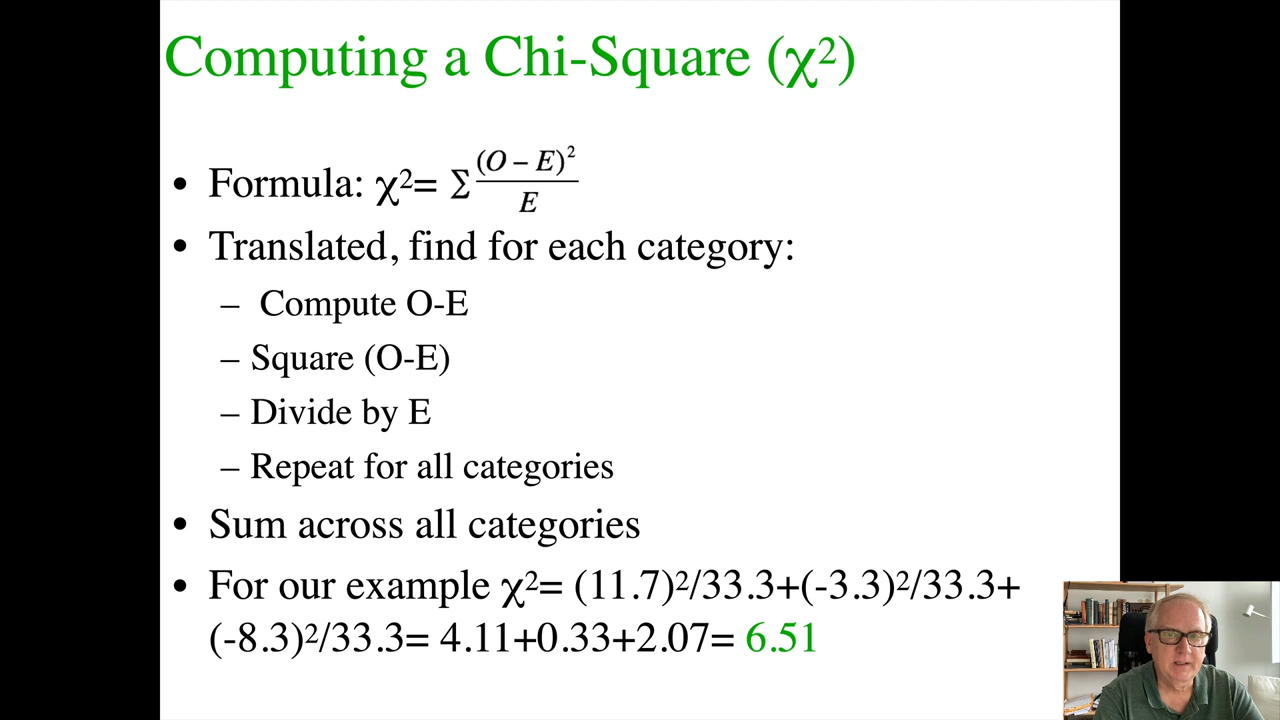 Computing a Chi-Square (χ2)
• Formula: χ2= ∑(O – E)²/E
• Translated, find for each category:
– Compute O-E
– Square (O-E)
– Divide by E
– Repeat for all categories
• Sum across all categories
• For our example χ2= (11.7)2/33.3+(-3.3)2/33.3+
(-8.3)2/33.3= 4.11+0.33+2.07= 6.51